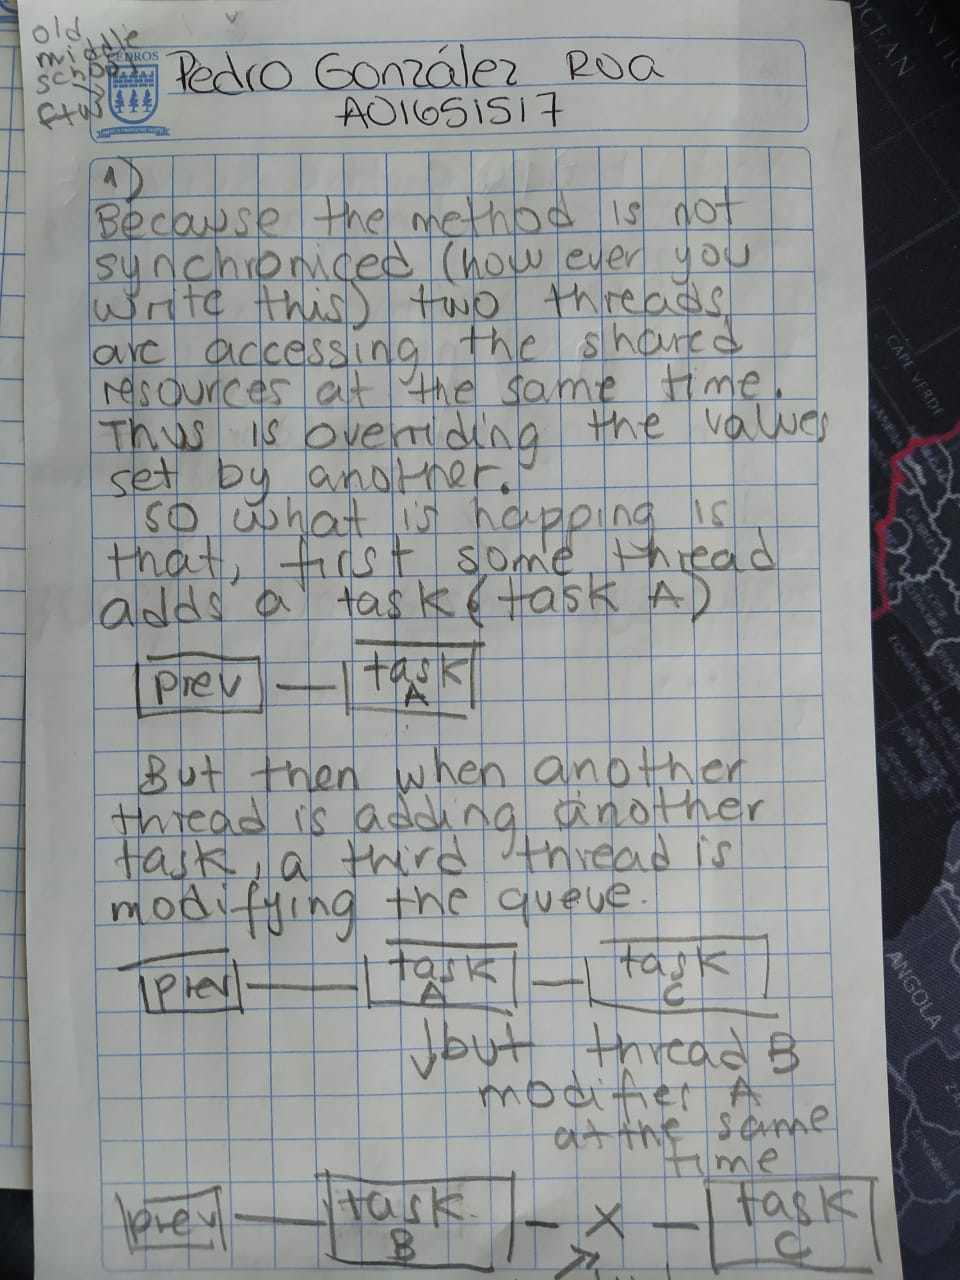 old
middle
school
ftw
PEDROS
Pedro González Roa
A01651517
1)
Because the method is not
synchroniced (how ever you
write this) two threads
are accessing the shared
resources at the same time.
Thus is overriding the values
set by another.
so what is happing is
that, first some thread
adds a task (task A)
prev task A
But then when another
thread is adding another
task, a third thread is
modifying the queue.
prev task A task C
↓but thread B
modifies A
at the same
time
prev task B X task C
OCEAN
CAPE VERDE
ANGOLA